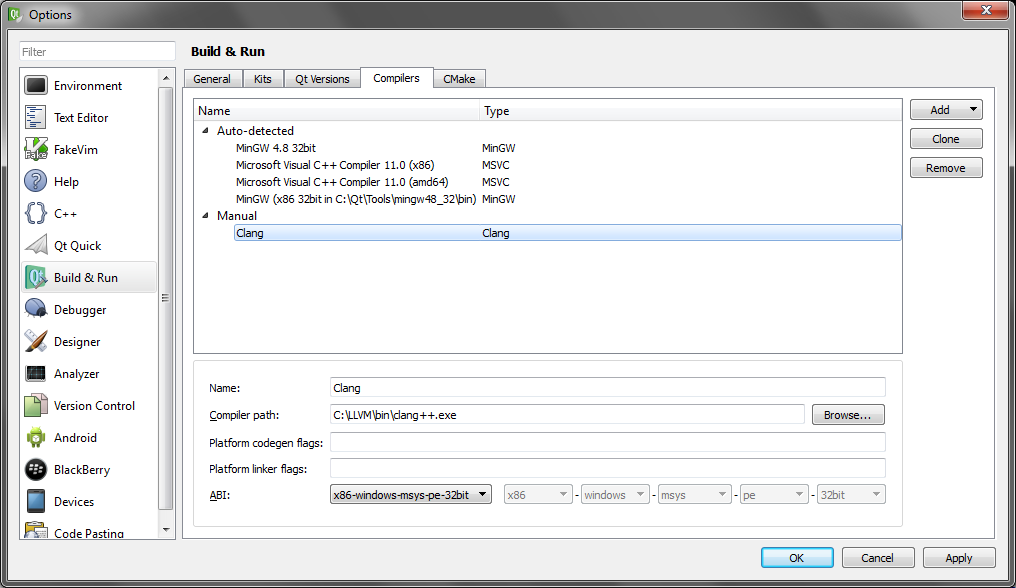 Options
Filter
Environment
Text Editor
FakeVim
Help
C++
Qt Quick
Build & Run
Debugger
Designer
Analyzer
Version Control
Android
BlackBerry
Devices
Code Pasting
Build & Run
General Kits Qt Versions Compilers CMake
Name Type
Auto-detected
MinGW 4.8 32bit MinGW
Microsoft Visual C++ Compiler 11.0 (x86) MSVC
Microsoft Visual C++ Compiler 11.0 (amd64) MSVC
MinGW (x86 32bit in C:\Qt\Tools\mingw48_32\bin) MinGW
Manual
Clang Clang
Add
Clone
Remove
Name: Clang
Compiler path: C:\LLVM\bin\clang++.exe Browse...
Platform codegen flags:
Platform linker flags:
ABI: x86-windows-msys-pe-32bit x86 - windows - msys - pe - 32bit
OK Cancel Apply